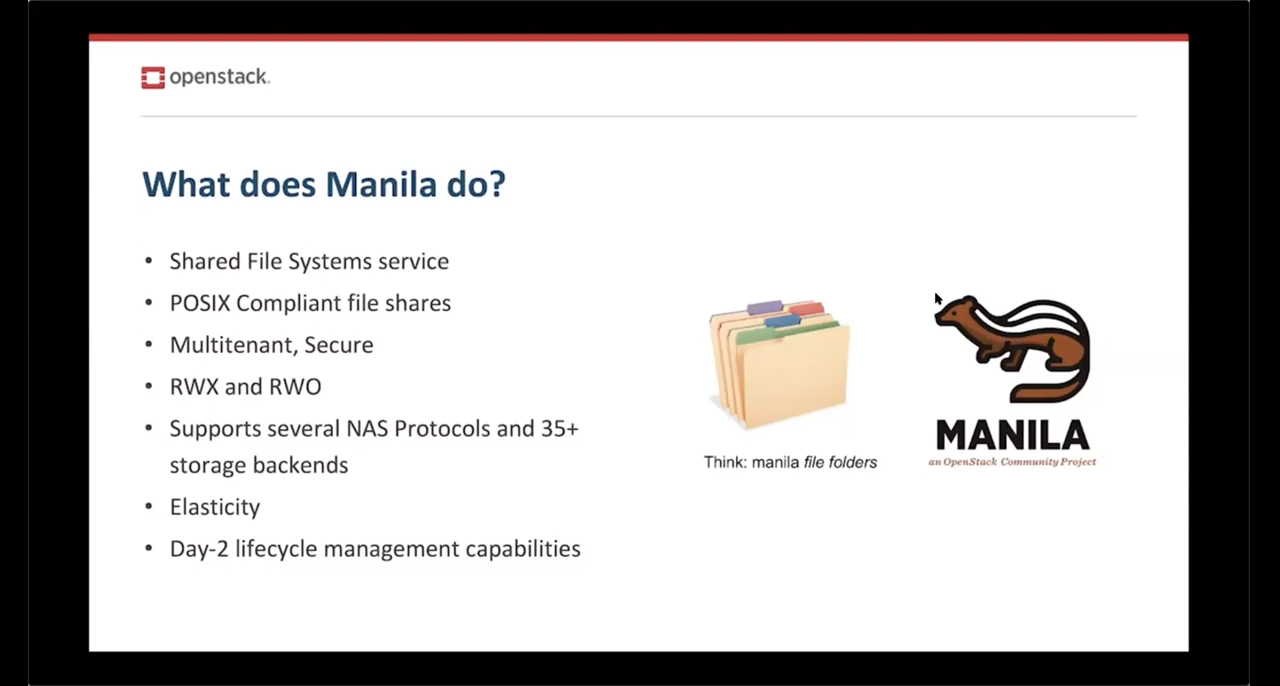 openstack.
What does Manila do?
• Shared File Systems service
• POSIX Compliant file shares
• Multitenant, Secure
• RWX and RWO
• Supports several NAS Protocols and 35+
storage backends
• Elasticity
• Day-2 lifecycle management capabilities
Think: manila file folders
MANILA
an OpenStack Community Project